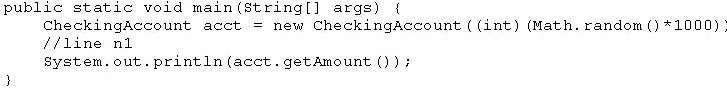 public static void main(String[] args) {
    CheckingAccount acct = new CheckingAccount((int)(Math.random()*1000));
    //line n1
    System.out.println(acct.getAmount());
}